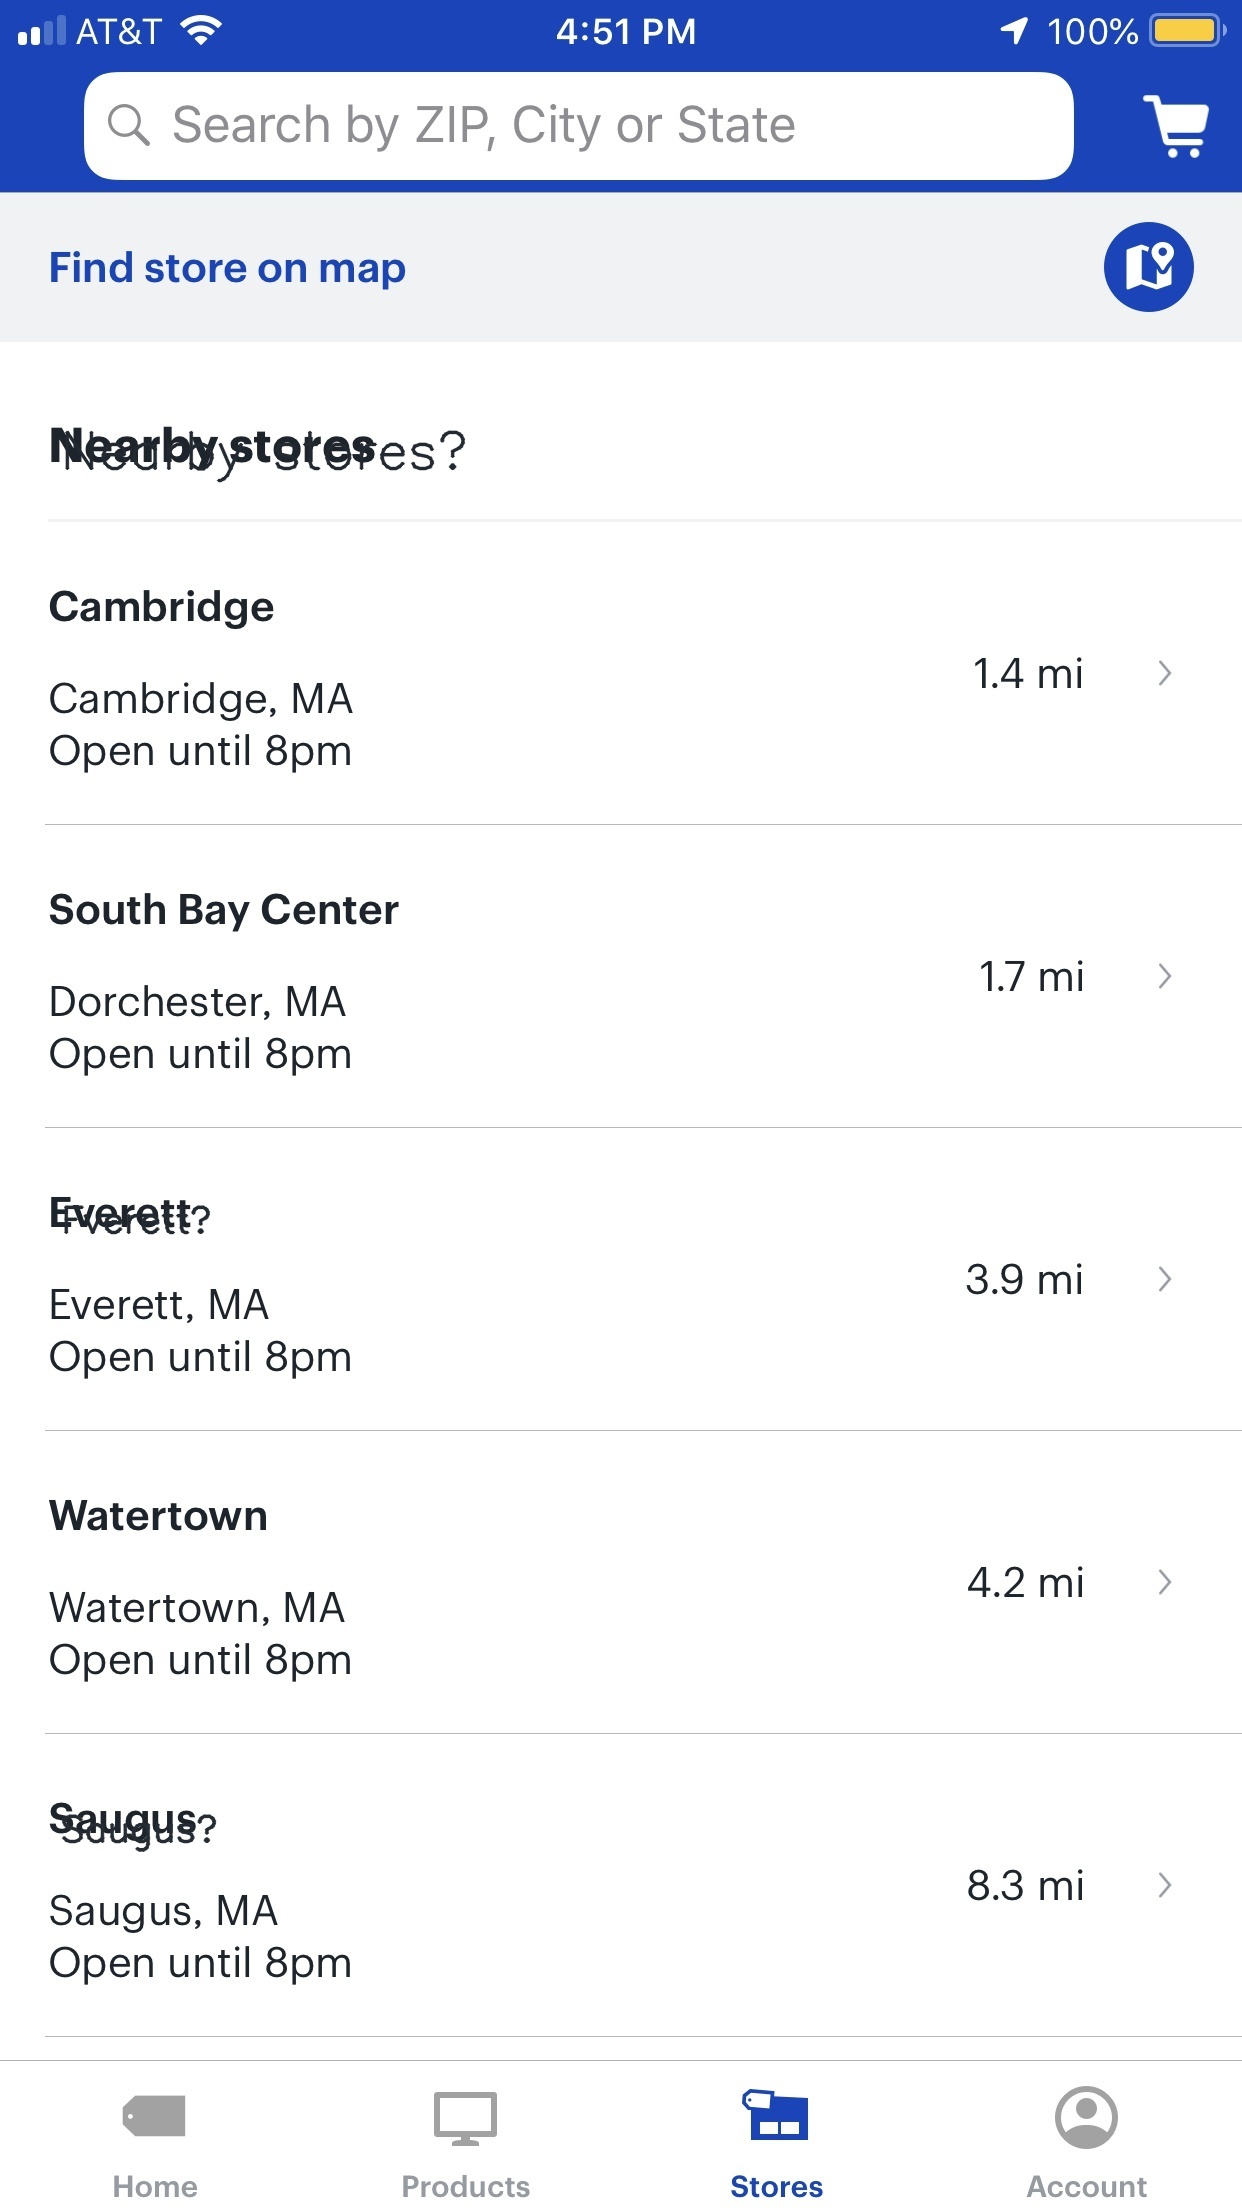 AT&T 4:51 PM 100%
Search by ZIP, City or State
Find store on map
Nearby stores
Nearby stores?
Cambridge
Cambridge, MA
Open until 8pm
1.4 mi
South Bay Center
Dorchester, MA
Open until 8pm
1.7 mi
Everett
Everett?
Everett, MA
Open until 8pm
3.9 mi
Watertown
Watertown, MA
Open until 8pm
4.2 mi
Saugus
Saugus?
Saugus, MA
Open until 8pm
8.3 mi
Home Products Stores Account